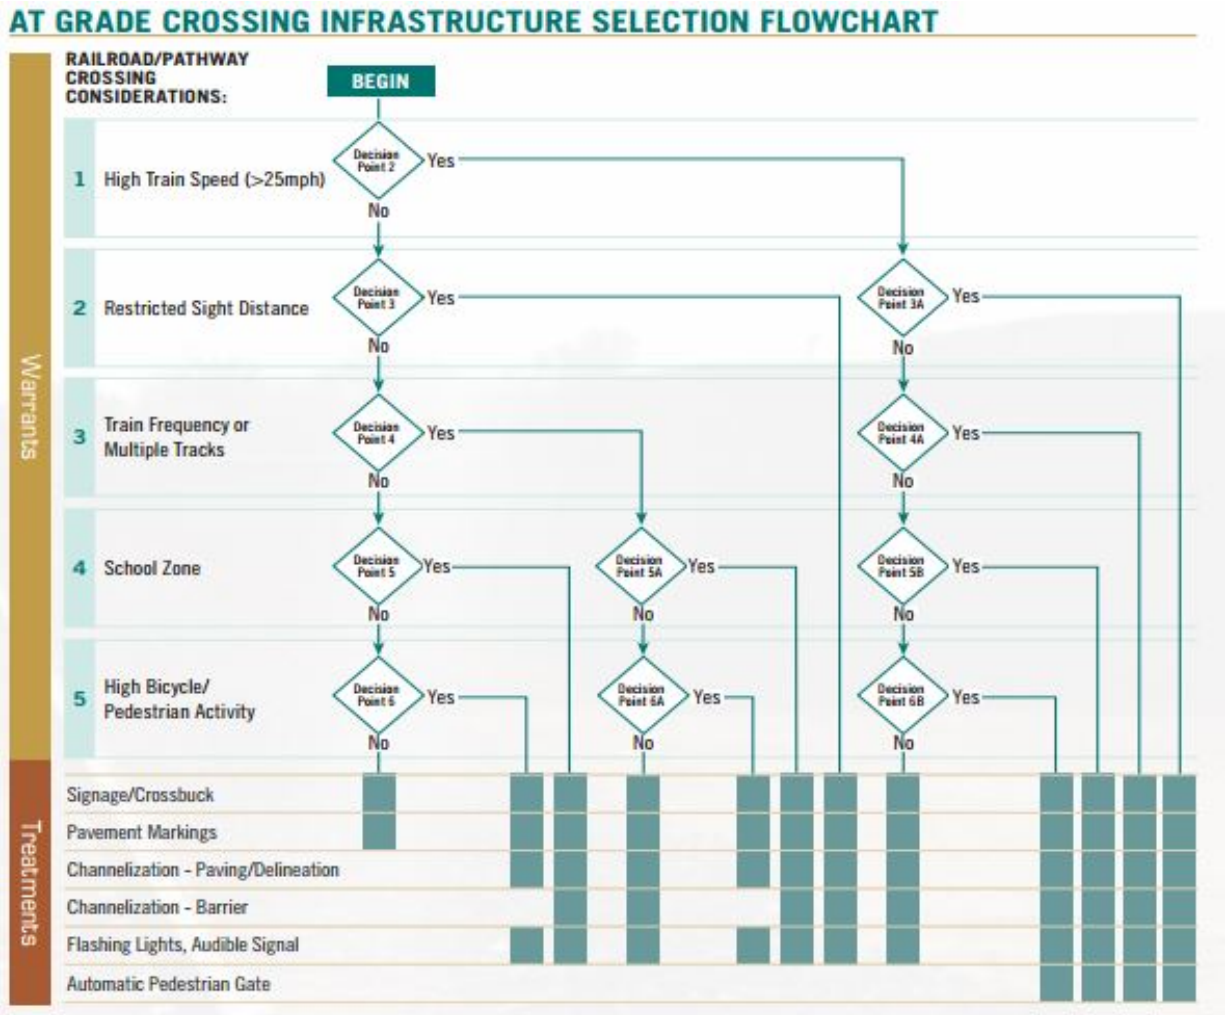 AT GRADE CROSSING INFRASTRUCTURE SELECTION FLOWCHART
RAILROAD/PATHWAY
CROSSING
CONSIDERATIONS:
BEGIN
Warrants
1
High Train Speed (>25mph)
Decision
Point 2
Yes
No
2
Restricted Sight Distance
Decision
Point 3
Yes
No
Decision
Point 3A
Yes
No
3
Train Frequency or
Multiple Tracks
Decision
Point 4
Yes
No
Decision
Point 4A
Yes
No
4
School Zone
Decision
Point 5
Yes
No
Decision
Point 5A
Yes
No
Decision
Point 5B
Yes
No
5
High Bicycle/
Pedestrian Activity
Decision
Point 6
Yes
No
Decision
Point 6A
Yes
No
Decision
Point 6B
Yes
No
Treatments
Signage/Crossbuck
Pavement Markings
Channelization - Paving/Delineation
Channelization - Barrier
Flashing Lights, Audible Signal
Automatic Pedestrian Gate